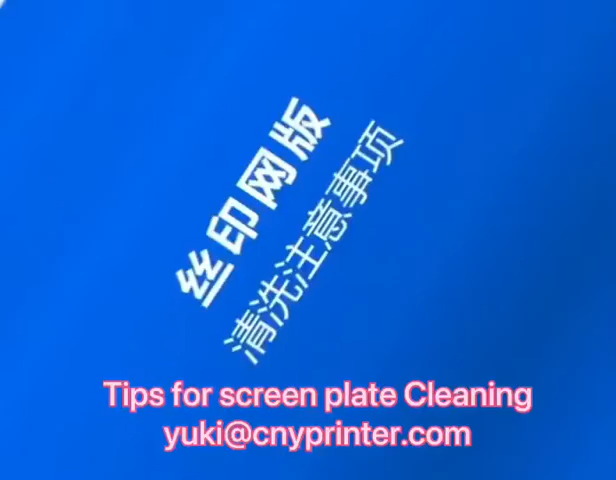 丝印网版
清洗注意事项
Tips for screen plate Cleaning
yuki@cnyprinter.com